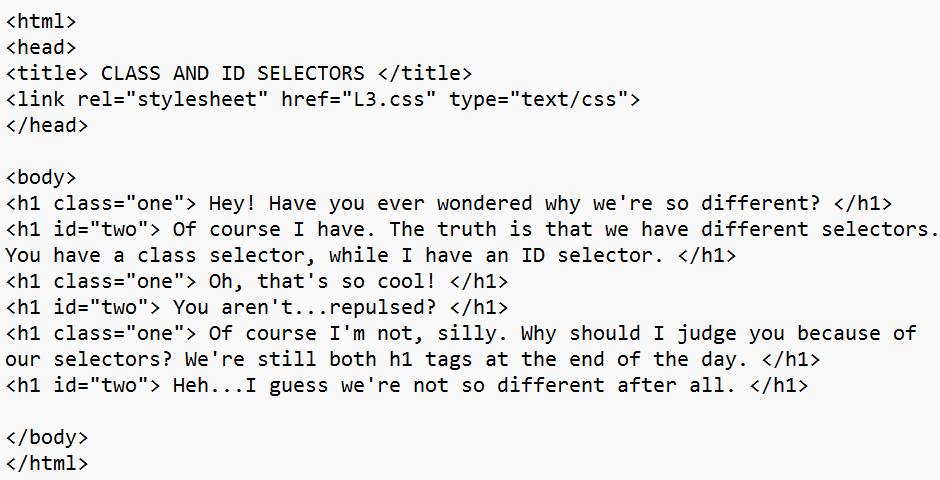 <html>
<head>
<title> CLASS AND ID SELECTORS </title>
<link rel="stylesheet" href="L3.css" type="text/css">
</head>
<body>
<h1 class="one"> Hey! Have you ever wondered why we're so different? </h1>
<h1 id="two"> Of course I have. The truth is that we have different selectors.
You have a class selector, while I have an ID selector. </h1>
<h1 class="one"> Oh, that's so cool! </h1>
<h1 id="two"> You aren't...repulsed? </h1>
<h1 class="one"> Of course I'm not, silly. Why should I judge you because of
our selectors? We're still both h1 tags at the end of the day. </h1>
<h1 id="two"> Heh...I guess we're not so different after all. </h1>
</body>
</html>